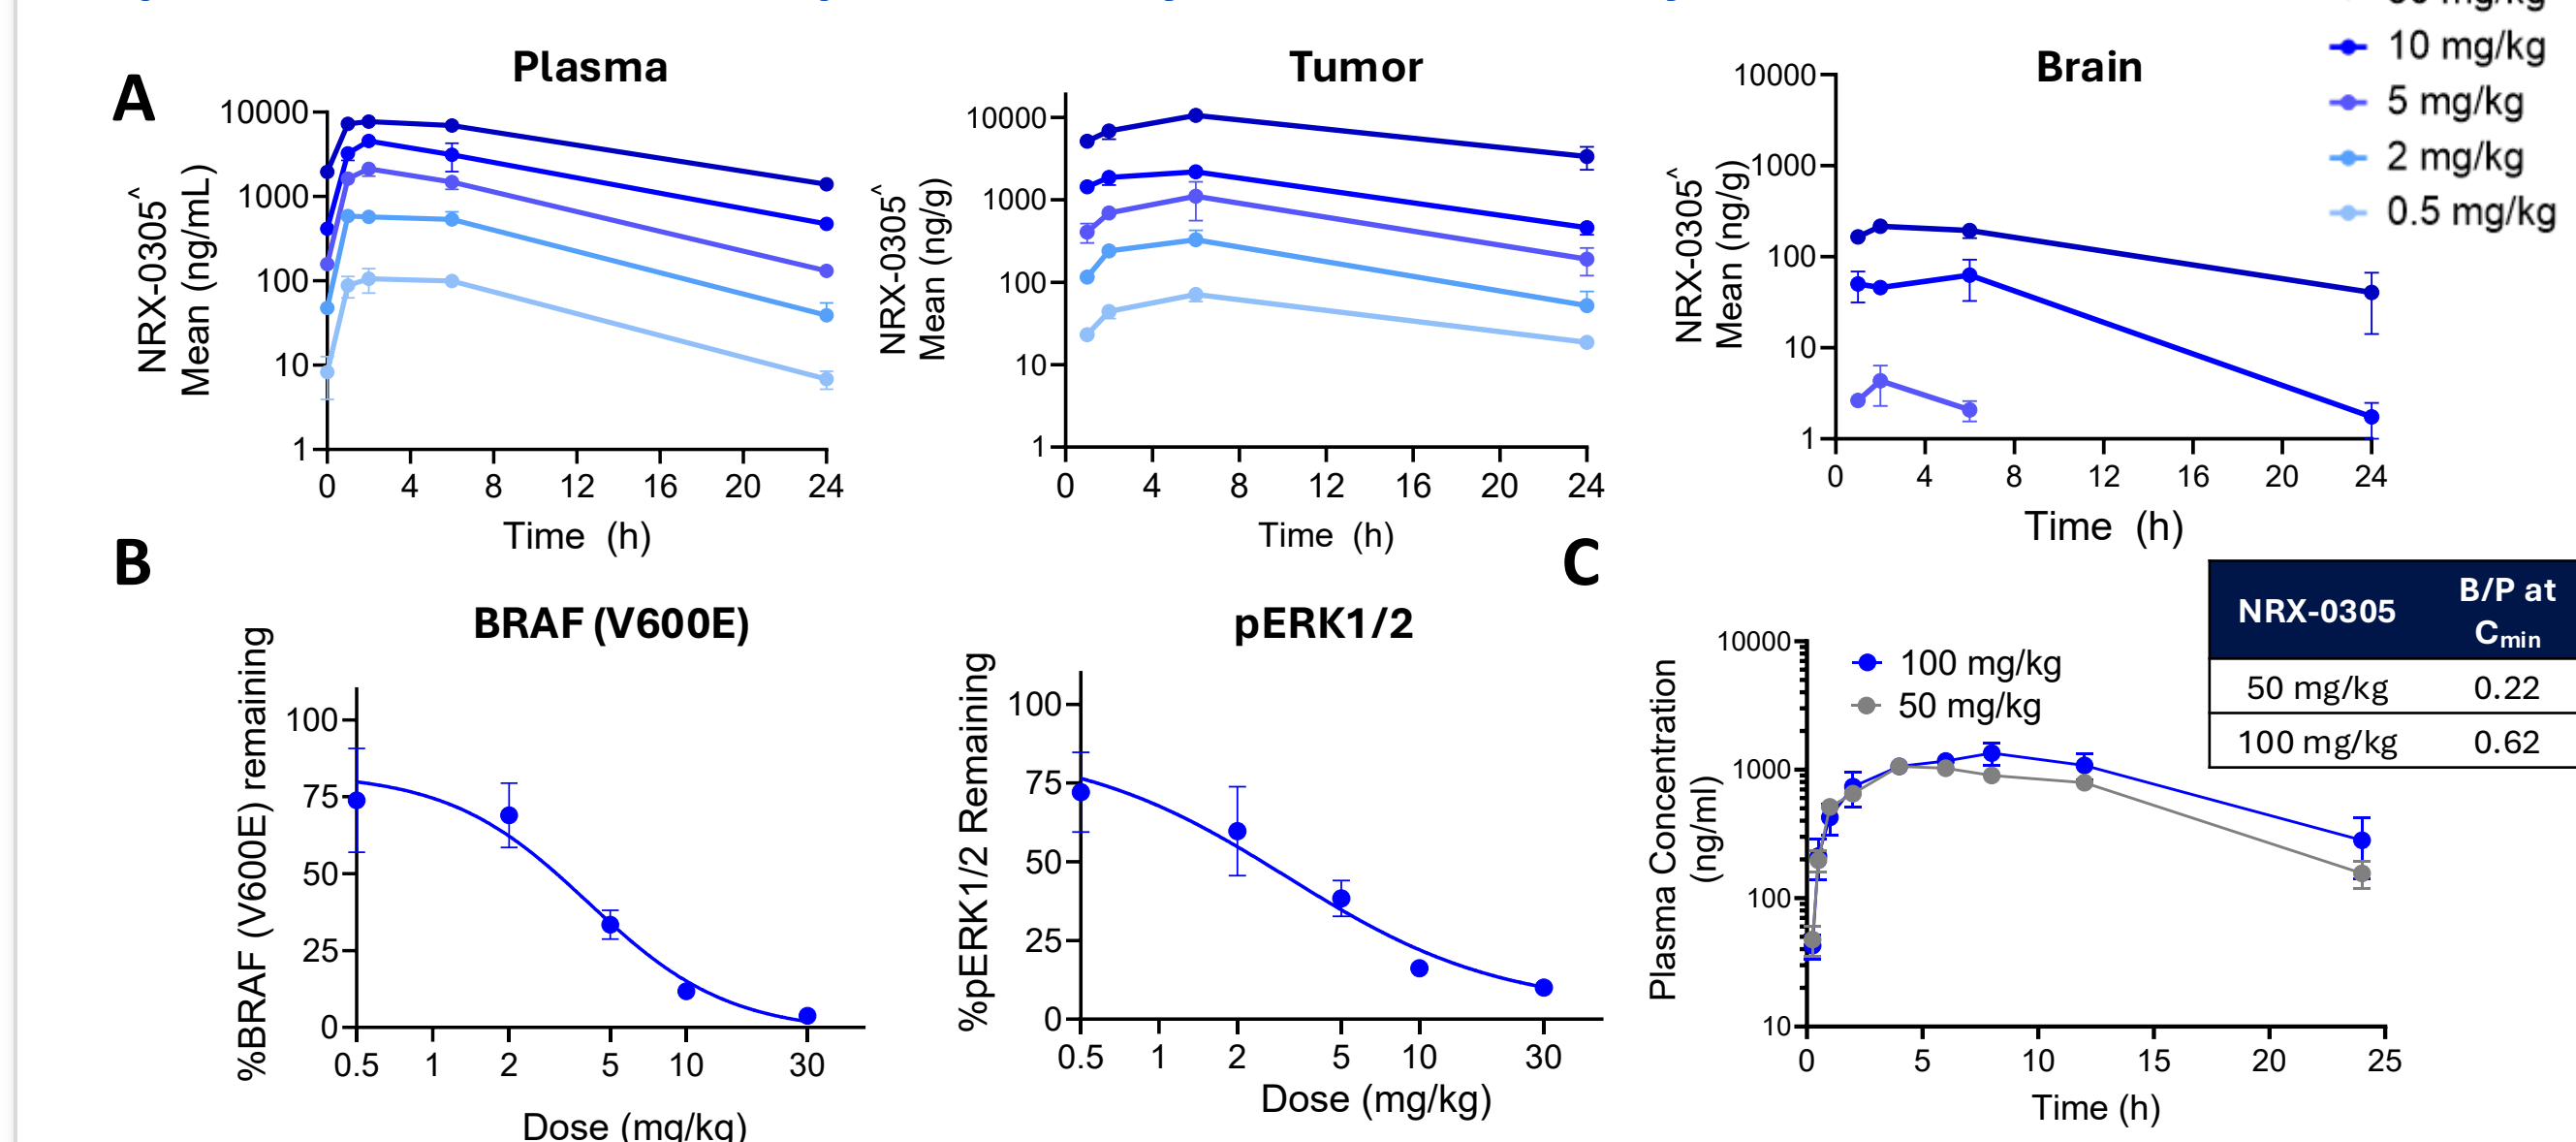 10 mg/kg
5 mg/kg
2 mg/kg
0.5 mg/kg
A
Plasma
NRX-0305^
Mean (ng/mL)
10000
1000
100
10
1
0 4 8 12 16 20 24
Time (h)
Tumor
NRX-0305^
Mean (ng/g)
10000
1000
100
10
1
0 4 8 12 16 20 24
Time (h)
Brain
NRX-0305^
Mean (ng/g)
10000
1000
100
10
1
0 4 8 12 16 20 24
Time (h)
B
BRAF (V600E)
%BRAF (V600E) remaining
100
75
50
25
0
0.5 1 2 5 10 30
Dose (mg/kg)
pERK1/2
%pERK1/2 Remaining
100
75
50
25
0
0.5 1 2 5 10 30
Dose (mg/kg)
C
Plasma Concentration
(ng/ml)
10000
1000
100
10
100 mg/kg
50 mg/kg
0 5 10 15 20 25
Time (h)
NRX-0305 B/P at Cmin
50 mg/kg 0.22
100 mg/kg 0.62